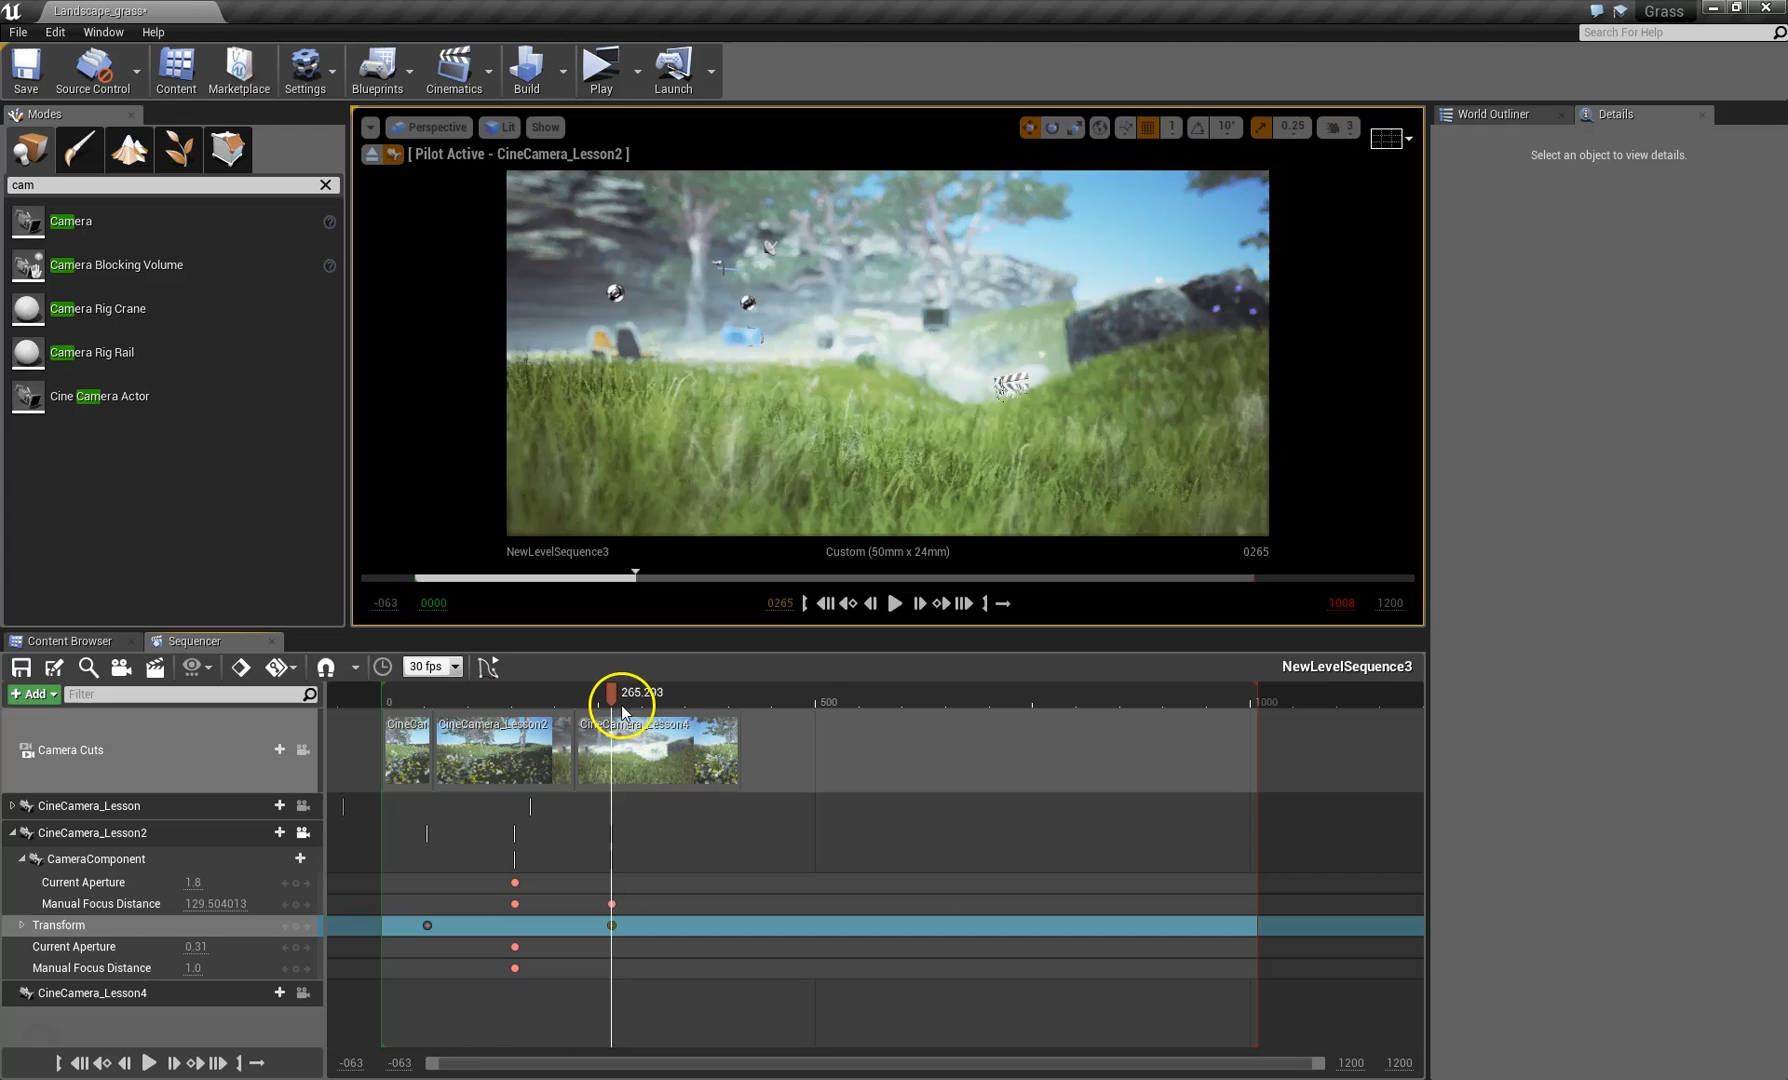 Landscape_grass*
Grass
File Edit Window Help
Search For Help
Save Source Control Content Marketplace Settings Blueprints Cinematics Build Play Launch
Modes
cam
Camera
Camera Blocking Volume
Camera Rig Crane
Camera Rig Rail
Cine Camera Actor
Perspective Lit Show
1 10° 0.25 3
[ Pilot Active - CineCamera_Lesson2 ]
NewLevelSequence3 Custom (50mm x 24mm) 0265
-063 0000 0265 1008 1200
World Outliner Details
Select an object to view details.
Content Browser Sequencer
30 fps
NewLevelSequence3
Add Filter
265.203
0 500 1000
Camera Cuts
CineCar CineCamera_Lesson2 CineCamera_Lesson4
CineCamera_Lesson
CineCamera_Lesson2
CameraComponent
Current Aperture 1.8
Manual Focus Distance 129.504013
Transform
Current Aperture 0.31
Manual Focus Distance 1.0
CineCamera_Lesson4
-063 -063 1200 1200